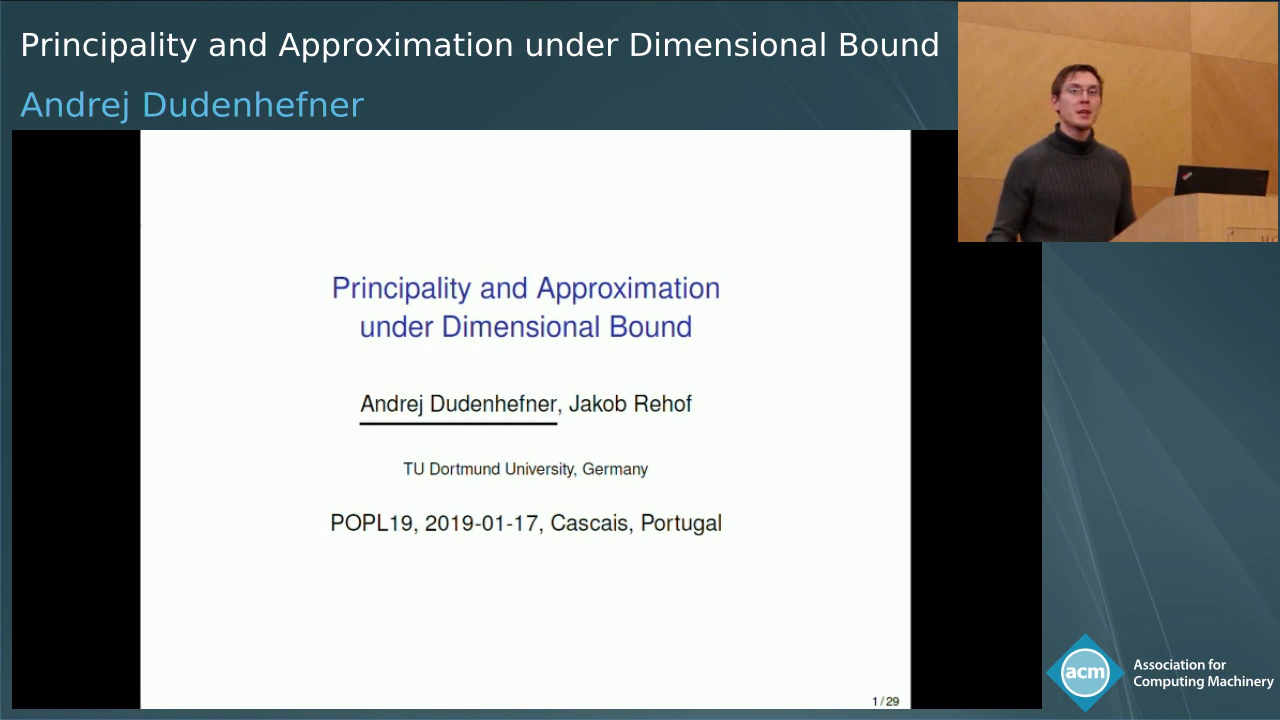 Principality and Approximation under Dimensional Bound
Andrej Dudenhefner
Principality and Approximation
under Dimensional Bound
Andrej Dudenhefner, Jakob Rehof
TU Dortmund University, Germany
POPL19, 2019-01-17, Cascais, Portugal
1 / 29
acm
Association for
Computing Machinery